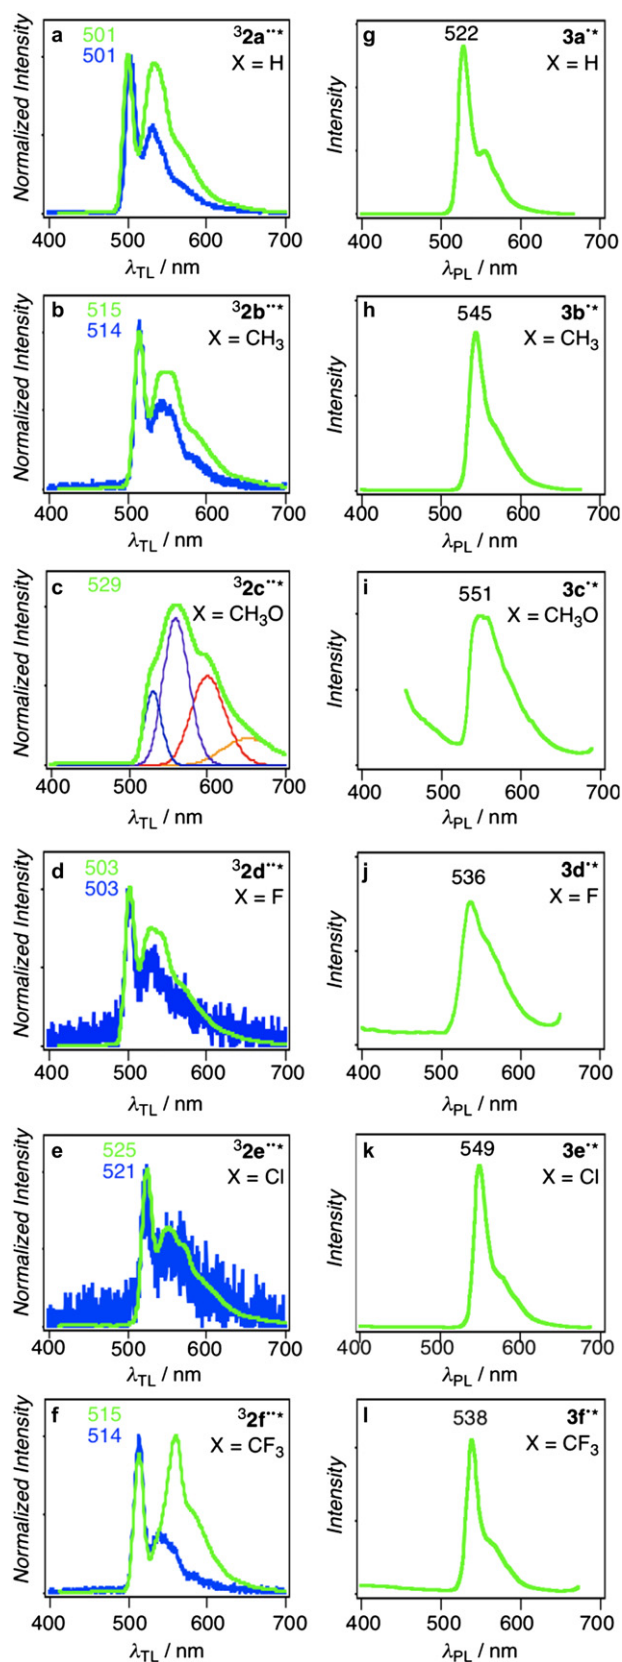 a
501
501
³2a••*
X = H
Normalized Intensity
400 500 600 700
λTL / nm
g
522
3a•*
X = H
Intensity
400 500 600 700
λPL / nm
b
515
514
³2b••*
X = CH₃
Normalized Intensity
400 500 600 700
λTL / nm
h
545
3b•*
X = CH₃
Intensity
400 500 600 700
λPL / nm
c
529
³2c••*
X = CH₃O
Normalized Intensity
400 500 600 700
λTL / nm
i
551
3c•*
X = CH₃O
Intensity
400 500 600 700
λPL / nm
d
503
503
³2d••*
X = F
Normalized Intensity
400 500 600 700
λTL / nm
j
536
3d•*
X = F
Intensity
400 500 600 700
λPL / nm
e
525
521
³2e••*
X = Cl
Normalized Intensity
400 500 600 700
λTL / nm
k
549
3e•*
X = Cl
Intensity
400 500 600 700
λPL / nm
f
515
514
³2f••*
X = CF₃
Normalized Intensity
400 500 600 700
λTL / nm
l
538
3f•*
X = CF₃
Intensity
400 500 600 700
λPL / nm